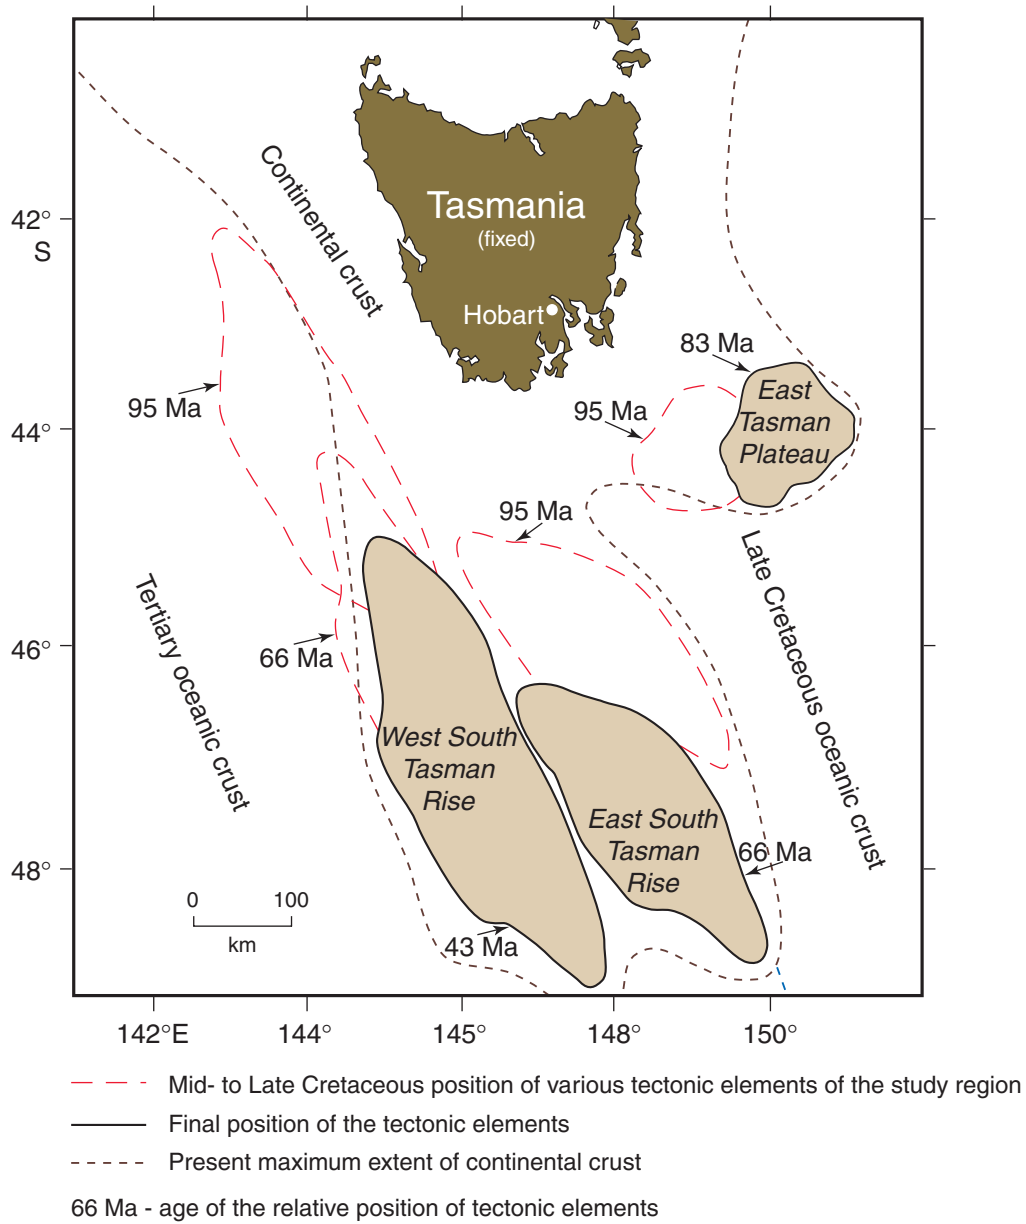 Tasmania
(fixed)
Hobart
Continental crust
42°
S
44°
46°
48°
83 Ma
East
Tasman
Plateau
95 Ma
95 Ma
95 Ma
Tertiary oceanic crust
Late Cretaceous oceanic crust
66 Ma
West South
Tasman
Rise
East South
Tasman
Rise
66 Ma
43 Ma
0 100
km
142°E 144° 145° 148° 150°
Mid- to Late Cretaceous position of various tectonic elements of the study region
Final position of the tectonic elements
Present maximum extent of continental crust
66 Ma - age of the relative position of tectonic elements